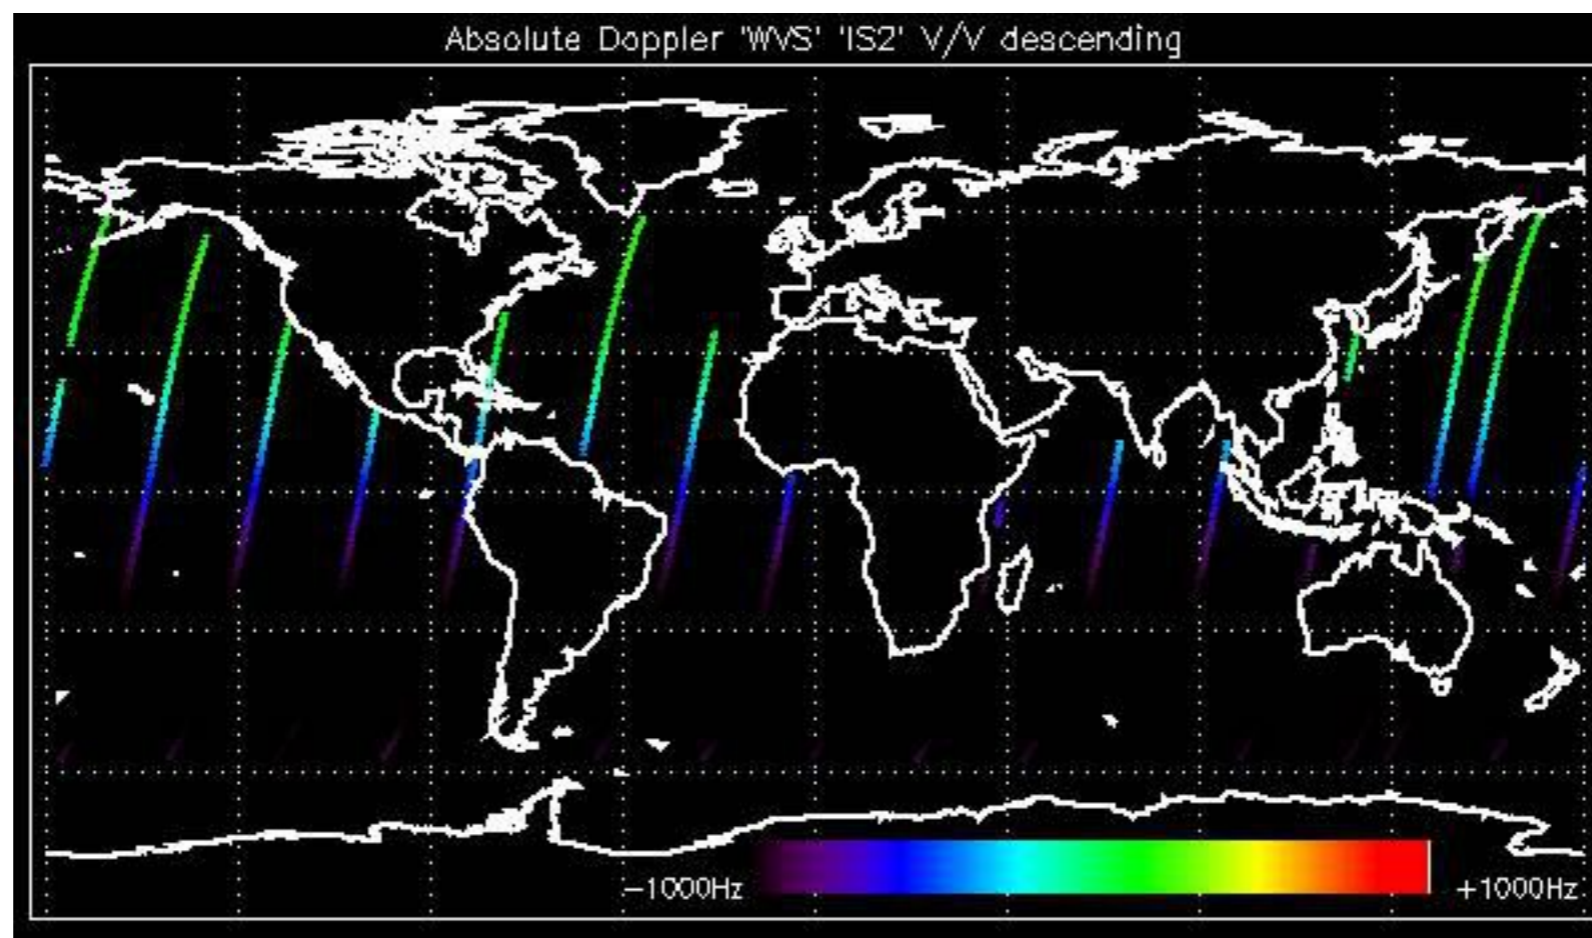 Absolute Doppler 'WVS' 'IS2' V/V descending
-1000Hz +1000Hz